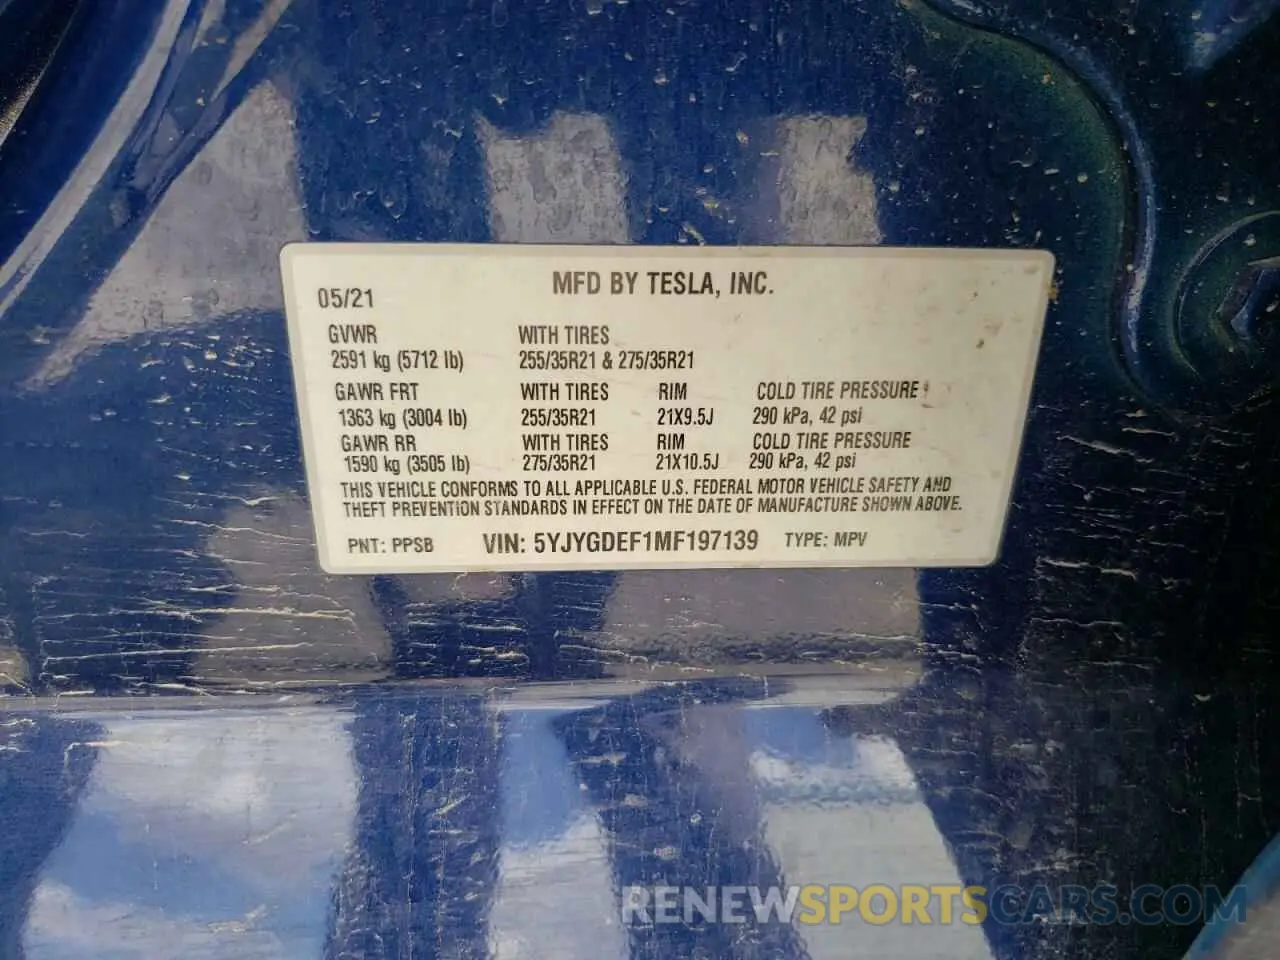 MFD BY TESLA, INC.
05/21
GVWR WITH TIRES
2591 kg (5712 lb) 255/35R21 & 275/35R21
GAWR FRT WITH TIRES RIM COLD TIRE PRESSURE
1363 kg (3004 lb) 255/35R21 21X9.5J 290 kPa, 42 psi
GAWR RR WITH TIRES RIM COLD TIRE PRESSURE
1590 kg (3505 lb) 275/35R21 21X10.5J 290 kPa, 42 psi
THIS VEHICLE CONFORMS TO ALL APPLICABLE U.S. FEDERAL MOTOR VEHICLE SAFETY AND
THEFT PREVENTION STANDARDS IN EFFECT ON THE DATE OF MANUFACTURE SHOWN ABOVE.
PNT: PPSB VIN: 5YJYGDEF1MF197139 TYPE: MPV
RENEWSPORTSCARS.COM